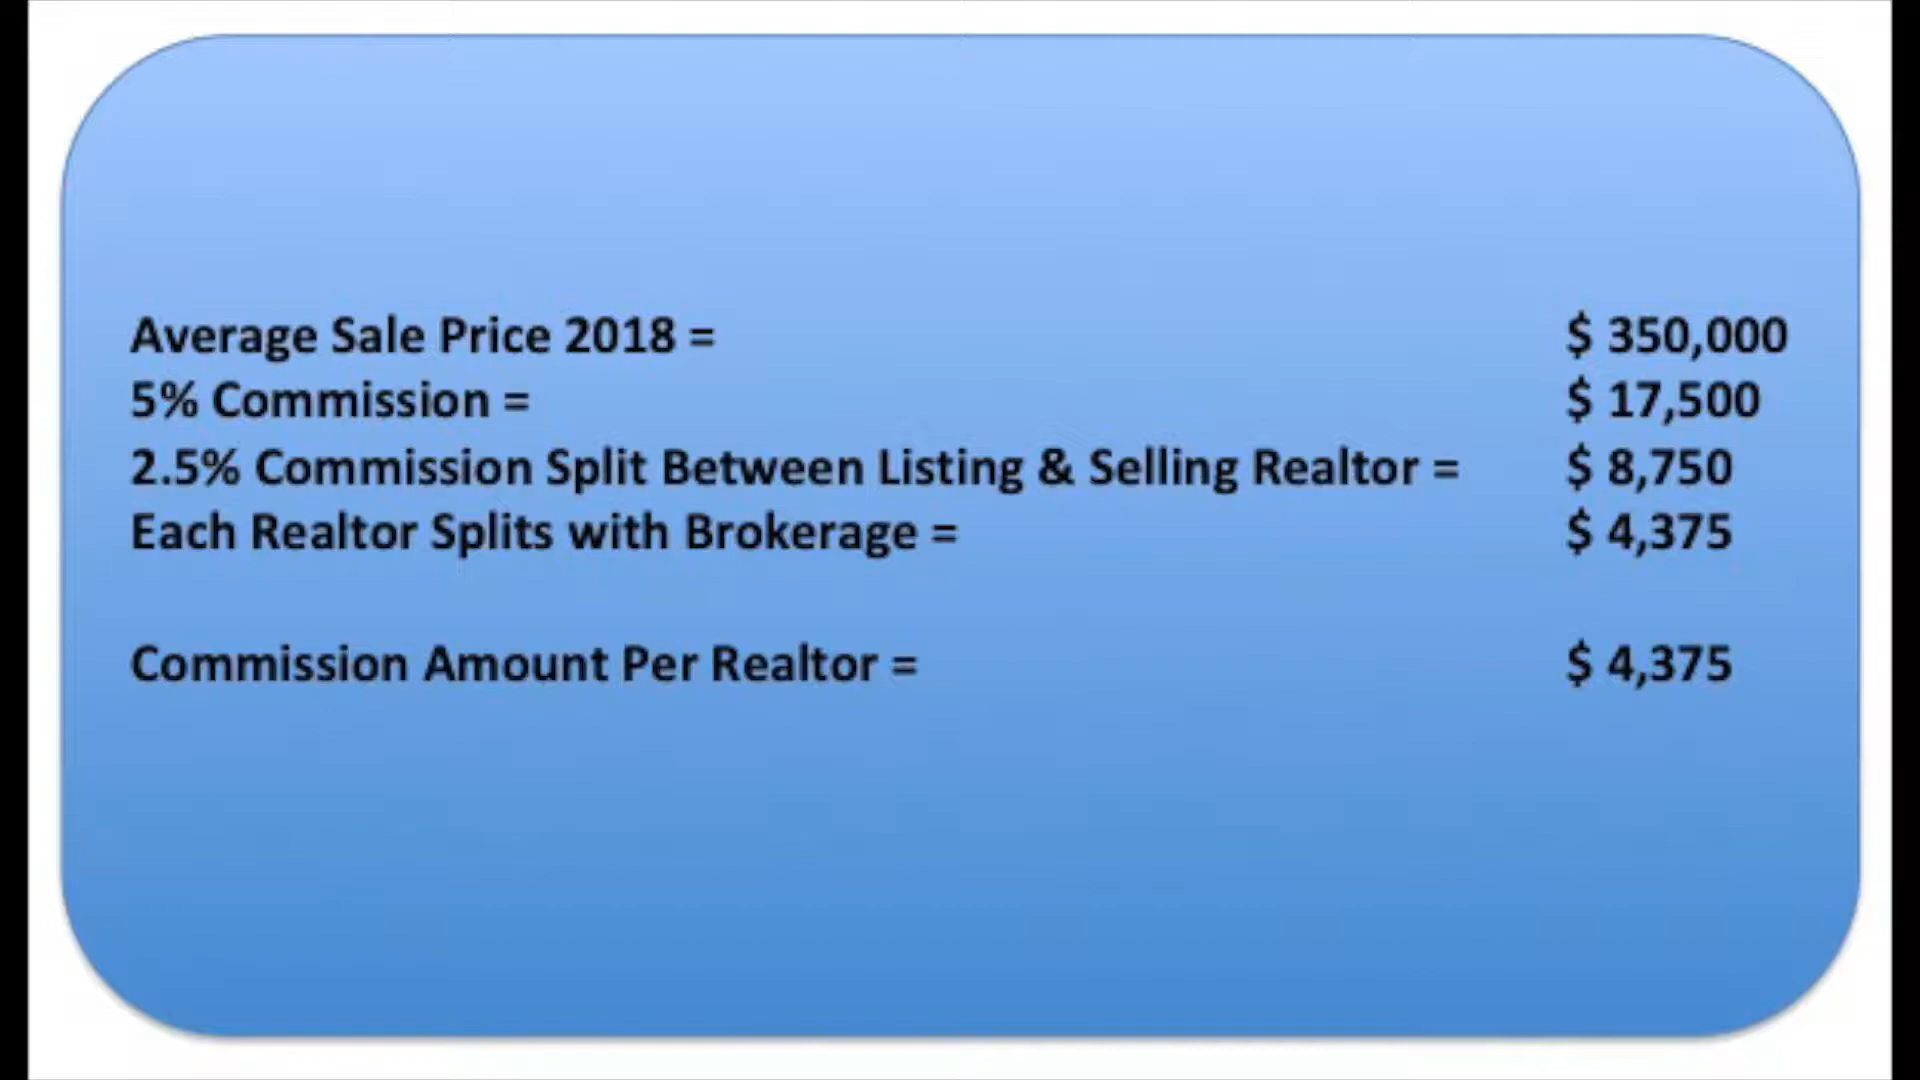 Average Sale Price 2018 = $ 350,000
5% Commission = $ 17,500
2.5% Commission Split Between Listing & Selling Realtor = $ 8,750
Each Realtor Splits with Brokerage = $ 4,375
Commission Amount Per Realtor = $ 4,375